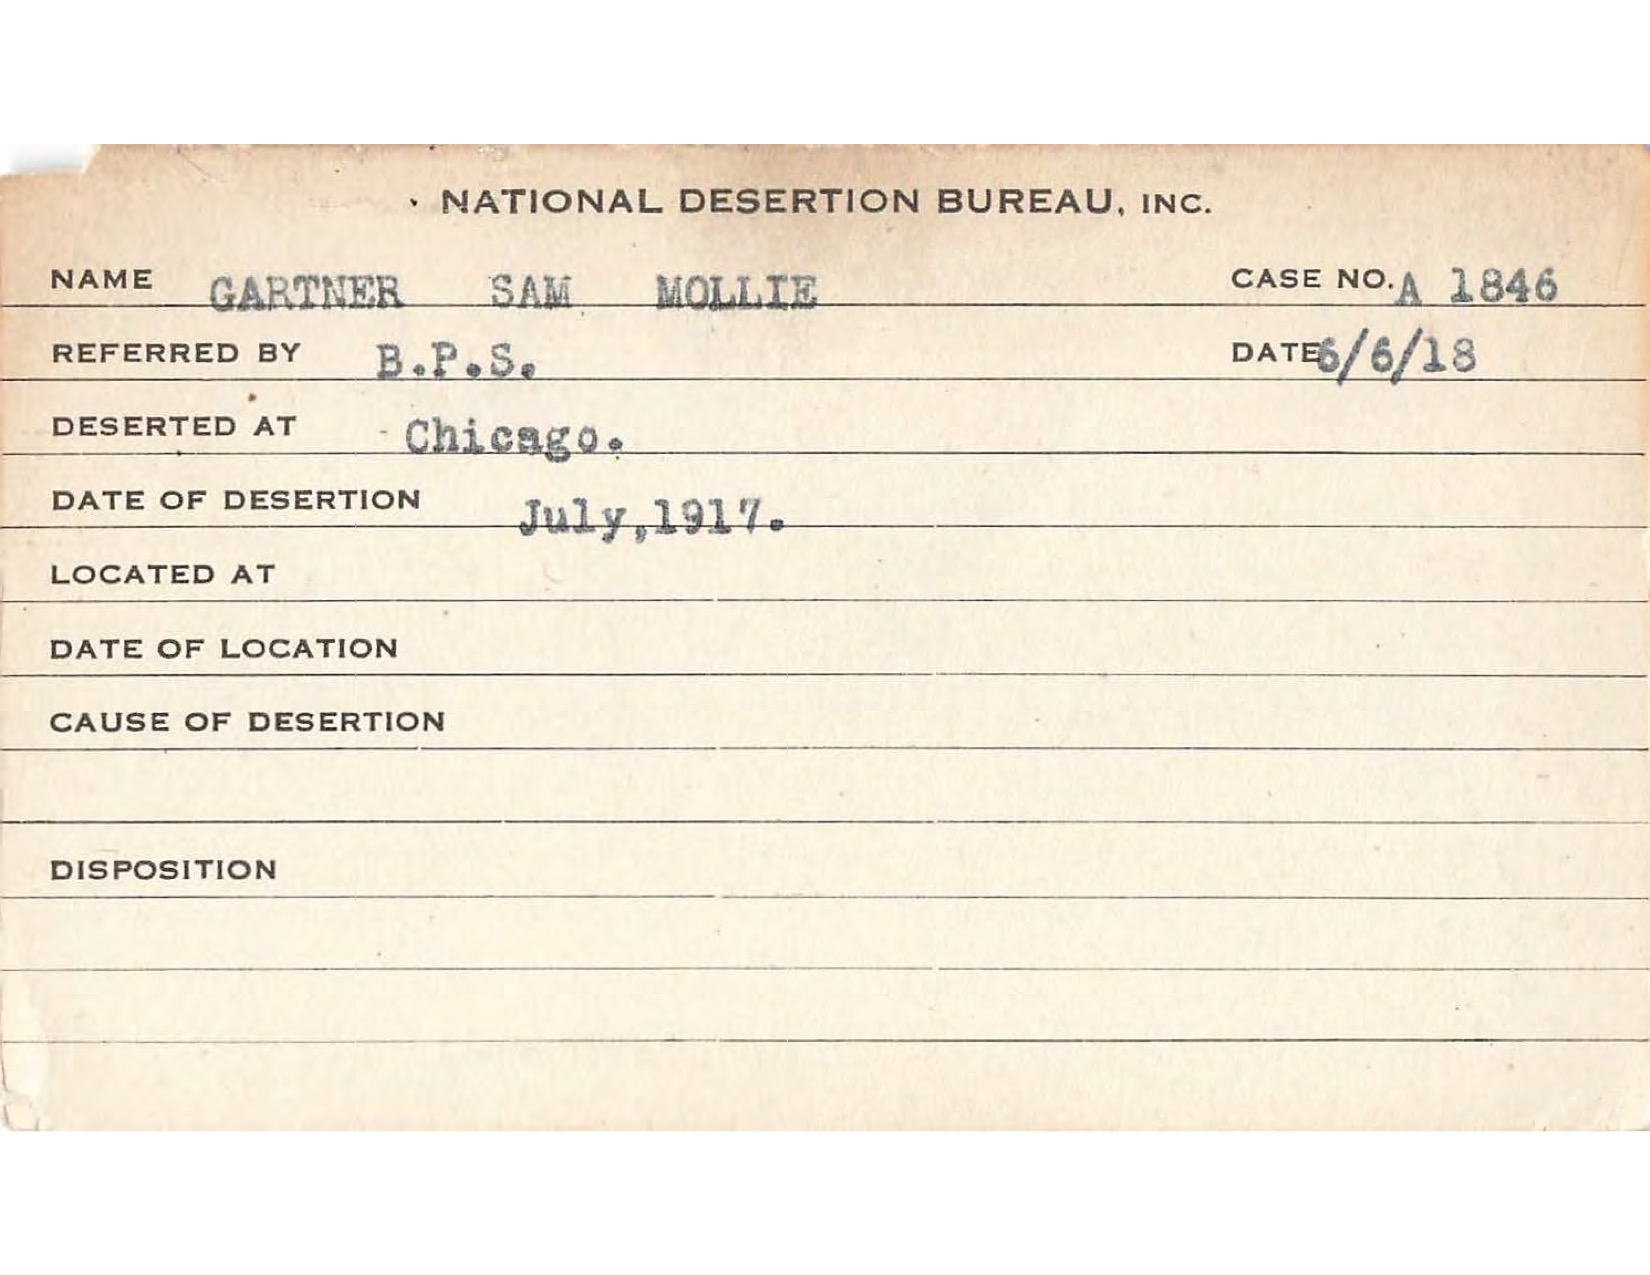 NATIONAL DESERTION BUREAU, INC.
NAME GARTNER SAM MOLLIE CASE NO. A 1846
REFERRED BY B.P.S. DATE 6/6/18
DESERTED AT Chicago.
DATE OF DESERTION July,1917.
LOCATED AT
DATE OF LOCATION
CAUSE OF DESERTION
DISPOSITION